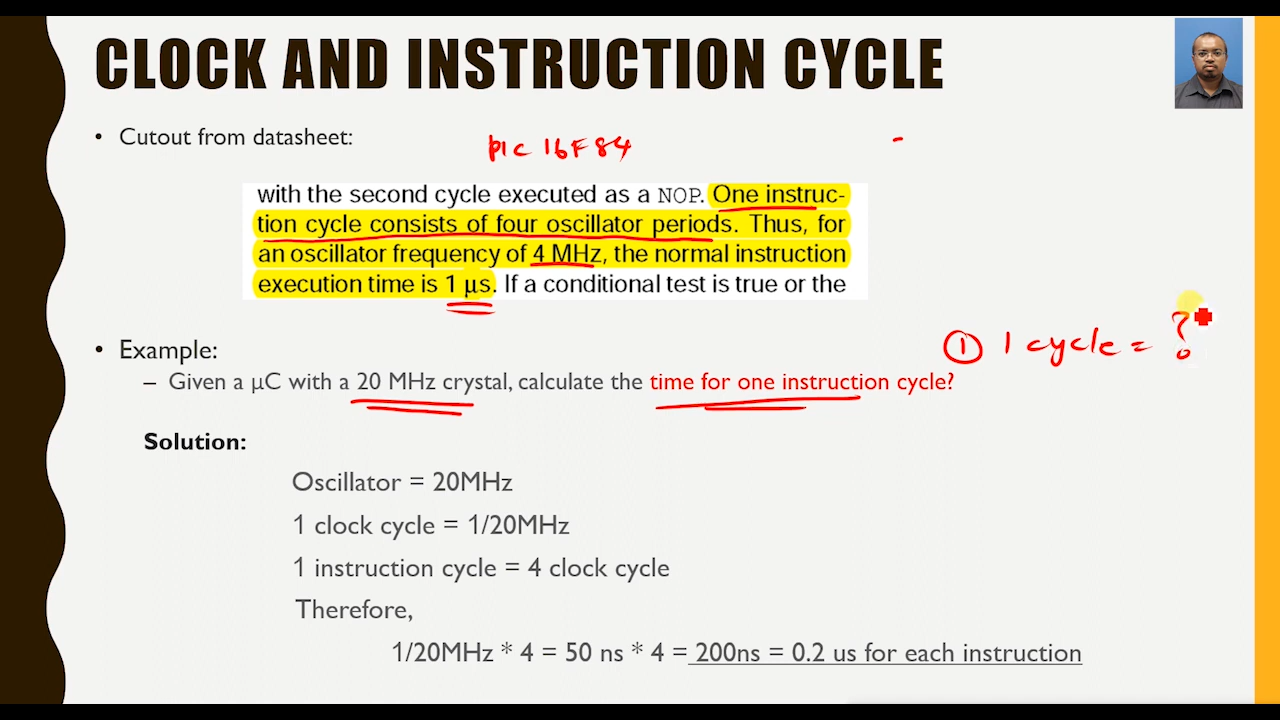 CLOCK AND INSTRUCTION CYCLE
• Cutout from datasheet:
PIC 16F84
with the second cycle executed as a NOP. One instruc-
tion cycle consists of four oscillator periods. Thus, for
an oscillator frequency of 4 MHz, the normal instruction
execution time is 1 µs. If a conditional test is true or the
① 1 cycle = ?
• Example:
– Given a µC with a 20 MHz crystal, calculate the time for one instruction cycle?
Solution:
Oscillator = 20MHz
1 clock cycle = 1/20MHz
1 instruction cycle = 4 clock cycle
Therefore,
1/20MHz * 4 = 50 ns * 4 = 200ns = 0.2 us for each instruction